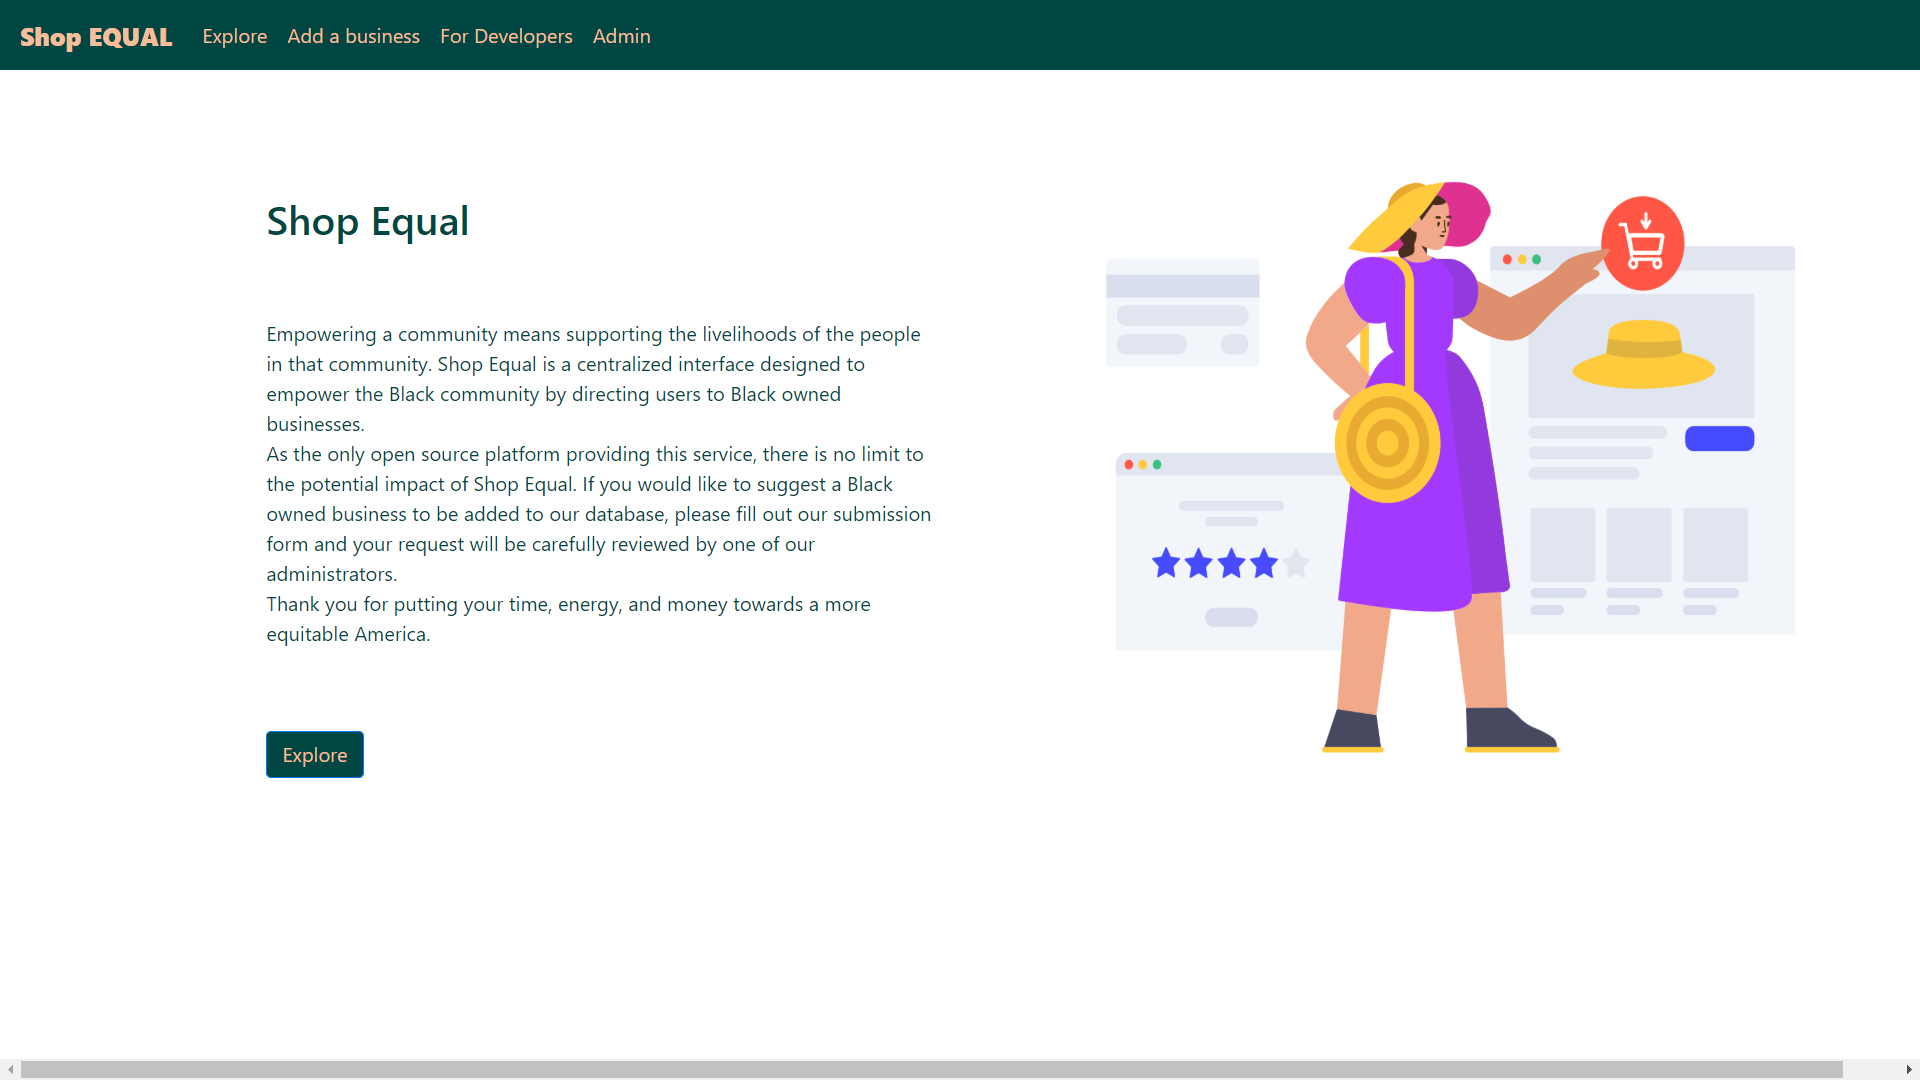 Shop EQUAL Explore Add a business For Developers Admin
Shop Equal
Empowering a community means supporting the livelihoods of the people
in that community. Shop Equal is a centralized interface designed to
empower the Black community by directing users to Black owned
businesses.
As the only open source platform providing this service, there is no limit to
the potential impact of Shop Equal. If you would like to suggest a Black
owned business to be added to our database, please fill out our submission
form and your request will be carefully reviewed by one of our
administrators.
Thank you for putting your time, energy, and money towards a more
equitable America.
Explore